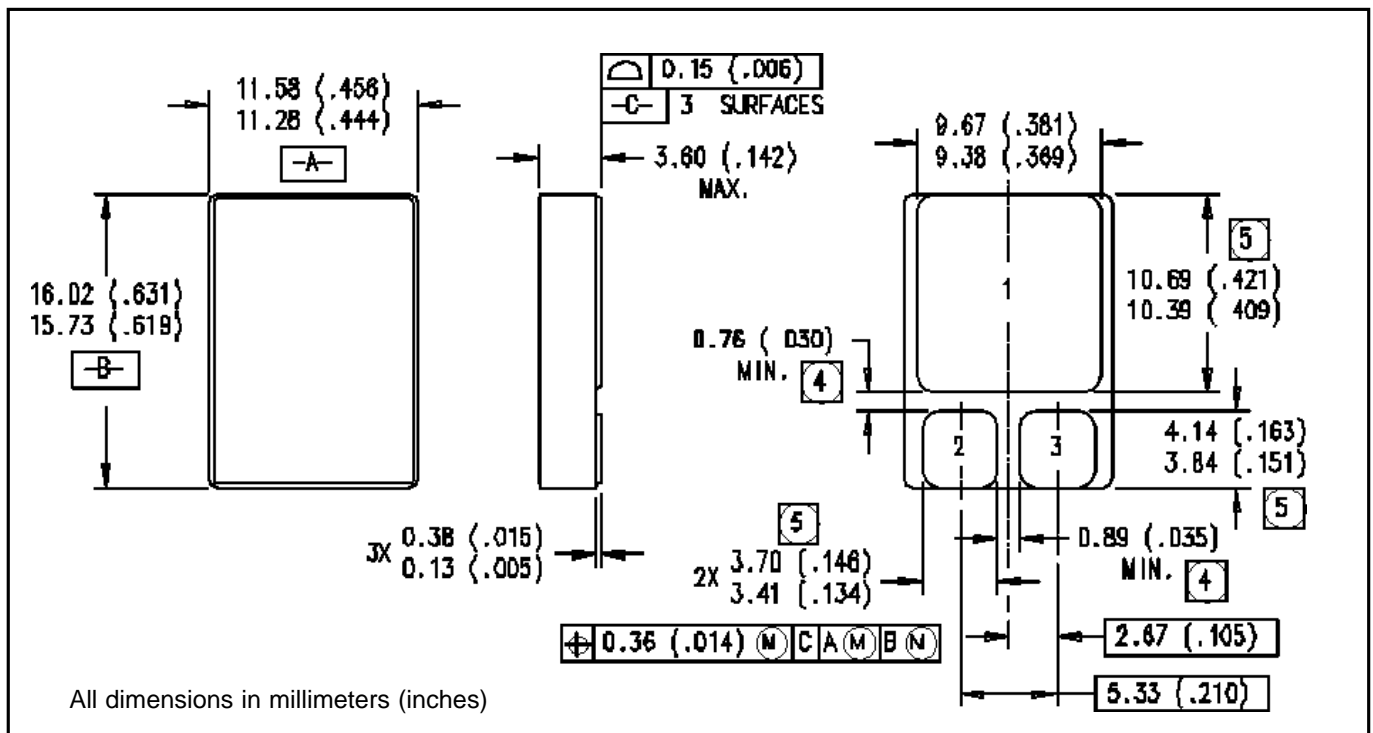 0.15 (.006)
-C- 3 SURFACES
11.58 (.456)
11.28 (.444)
-A-
3.60 (.142)
MAX.
9.67 (.381)
9.38 (.369)
16.02 (.631)
15.73 (.619)
-B-
1
5
10.69 (.421)
10.39 ( 409)
0.76 ( 030)
MIN. 4
2
3
4.14 (.163)
3.84 (.151)
5
3X 0.38 (.015)
0.13 (.005)
5
2X 3.70 (.146)
3.41 (.134)
0.89 (.035)
MIN. 4
0.36 (.014) M C A M B N
2.67 (.105)
5.33 (.210)
All dimensions in millimeters (inches)